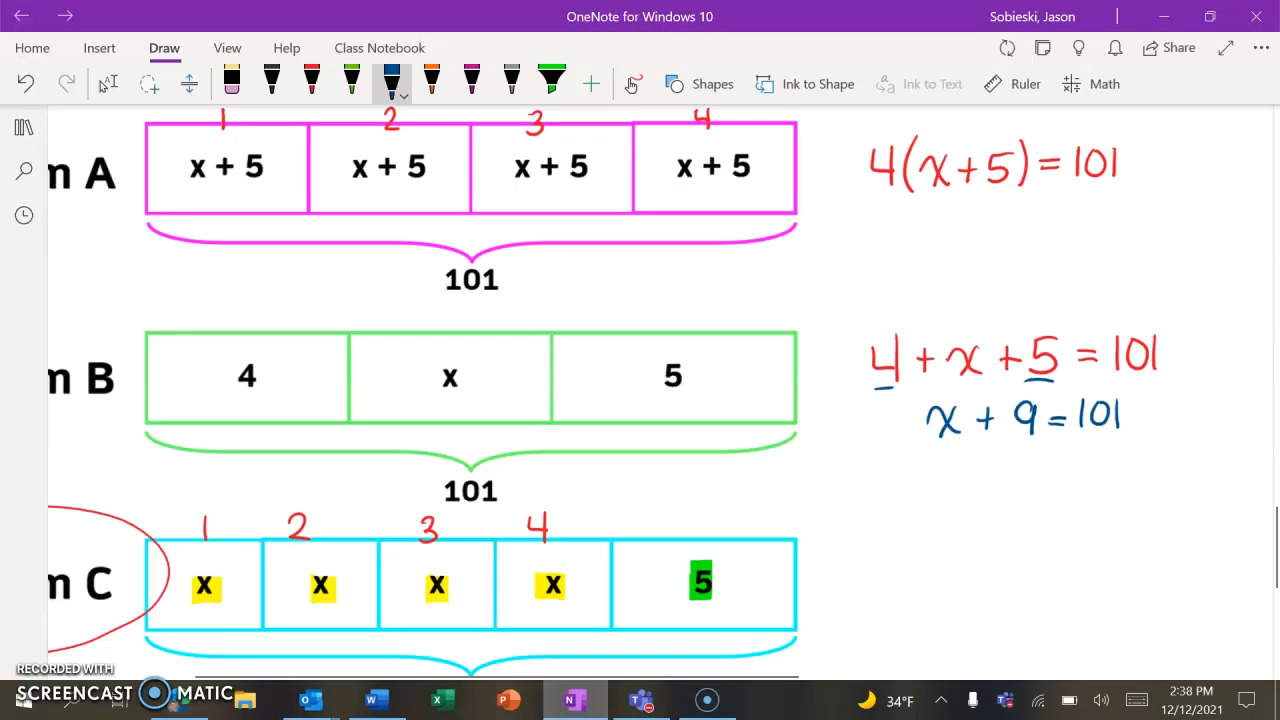 OneNote for Windows 10
Sobieski, Jason
Home Insert Draw View Help Class Notebook
Share
Shapes Ink to Shape Ink to Text Ruler Math
1 2 3 4
m A x + 5 x + 5 x + 5 x + 5 4(x+5) = 101
101
m B 4 x 5 4 + x + 5 = 101
x + 9 = 101
101
1 2 3 4
m C x x x x 5
RECORDED WITH
SCREENCAST MATIC
34°F
2:38 PM
12/12/2021